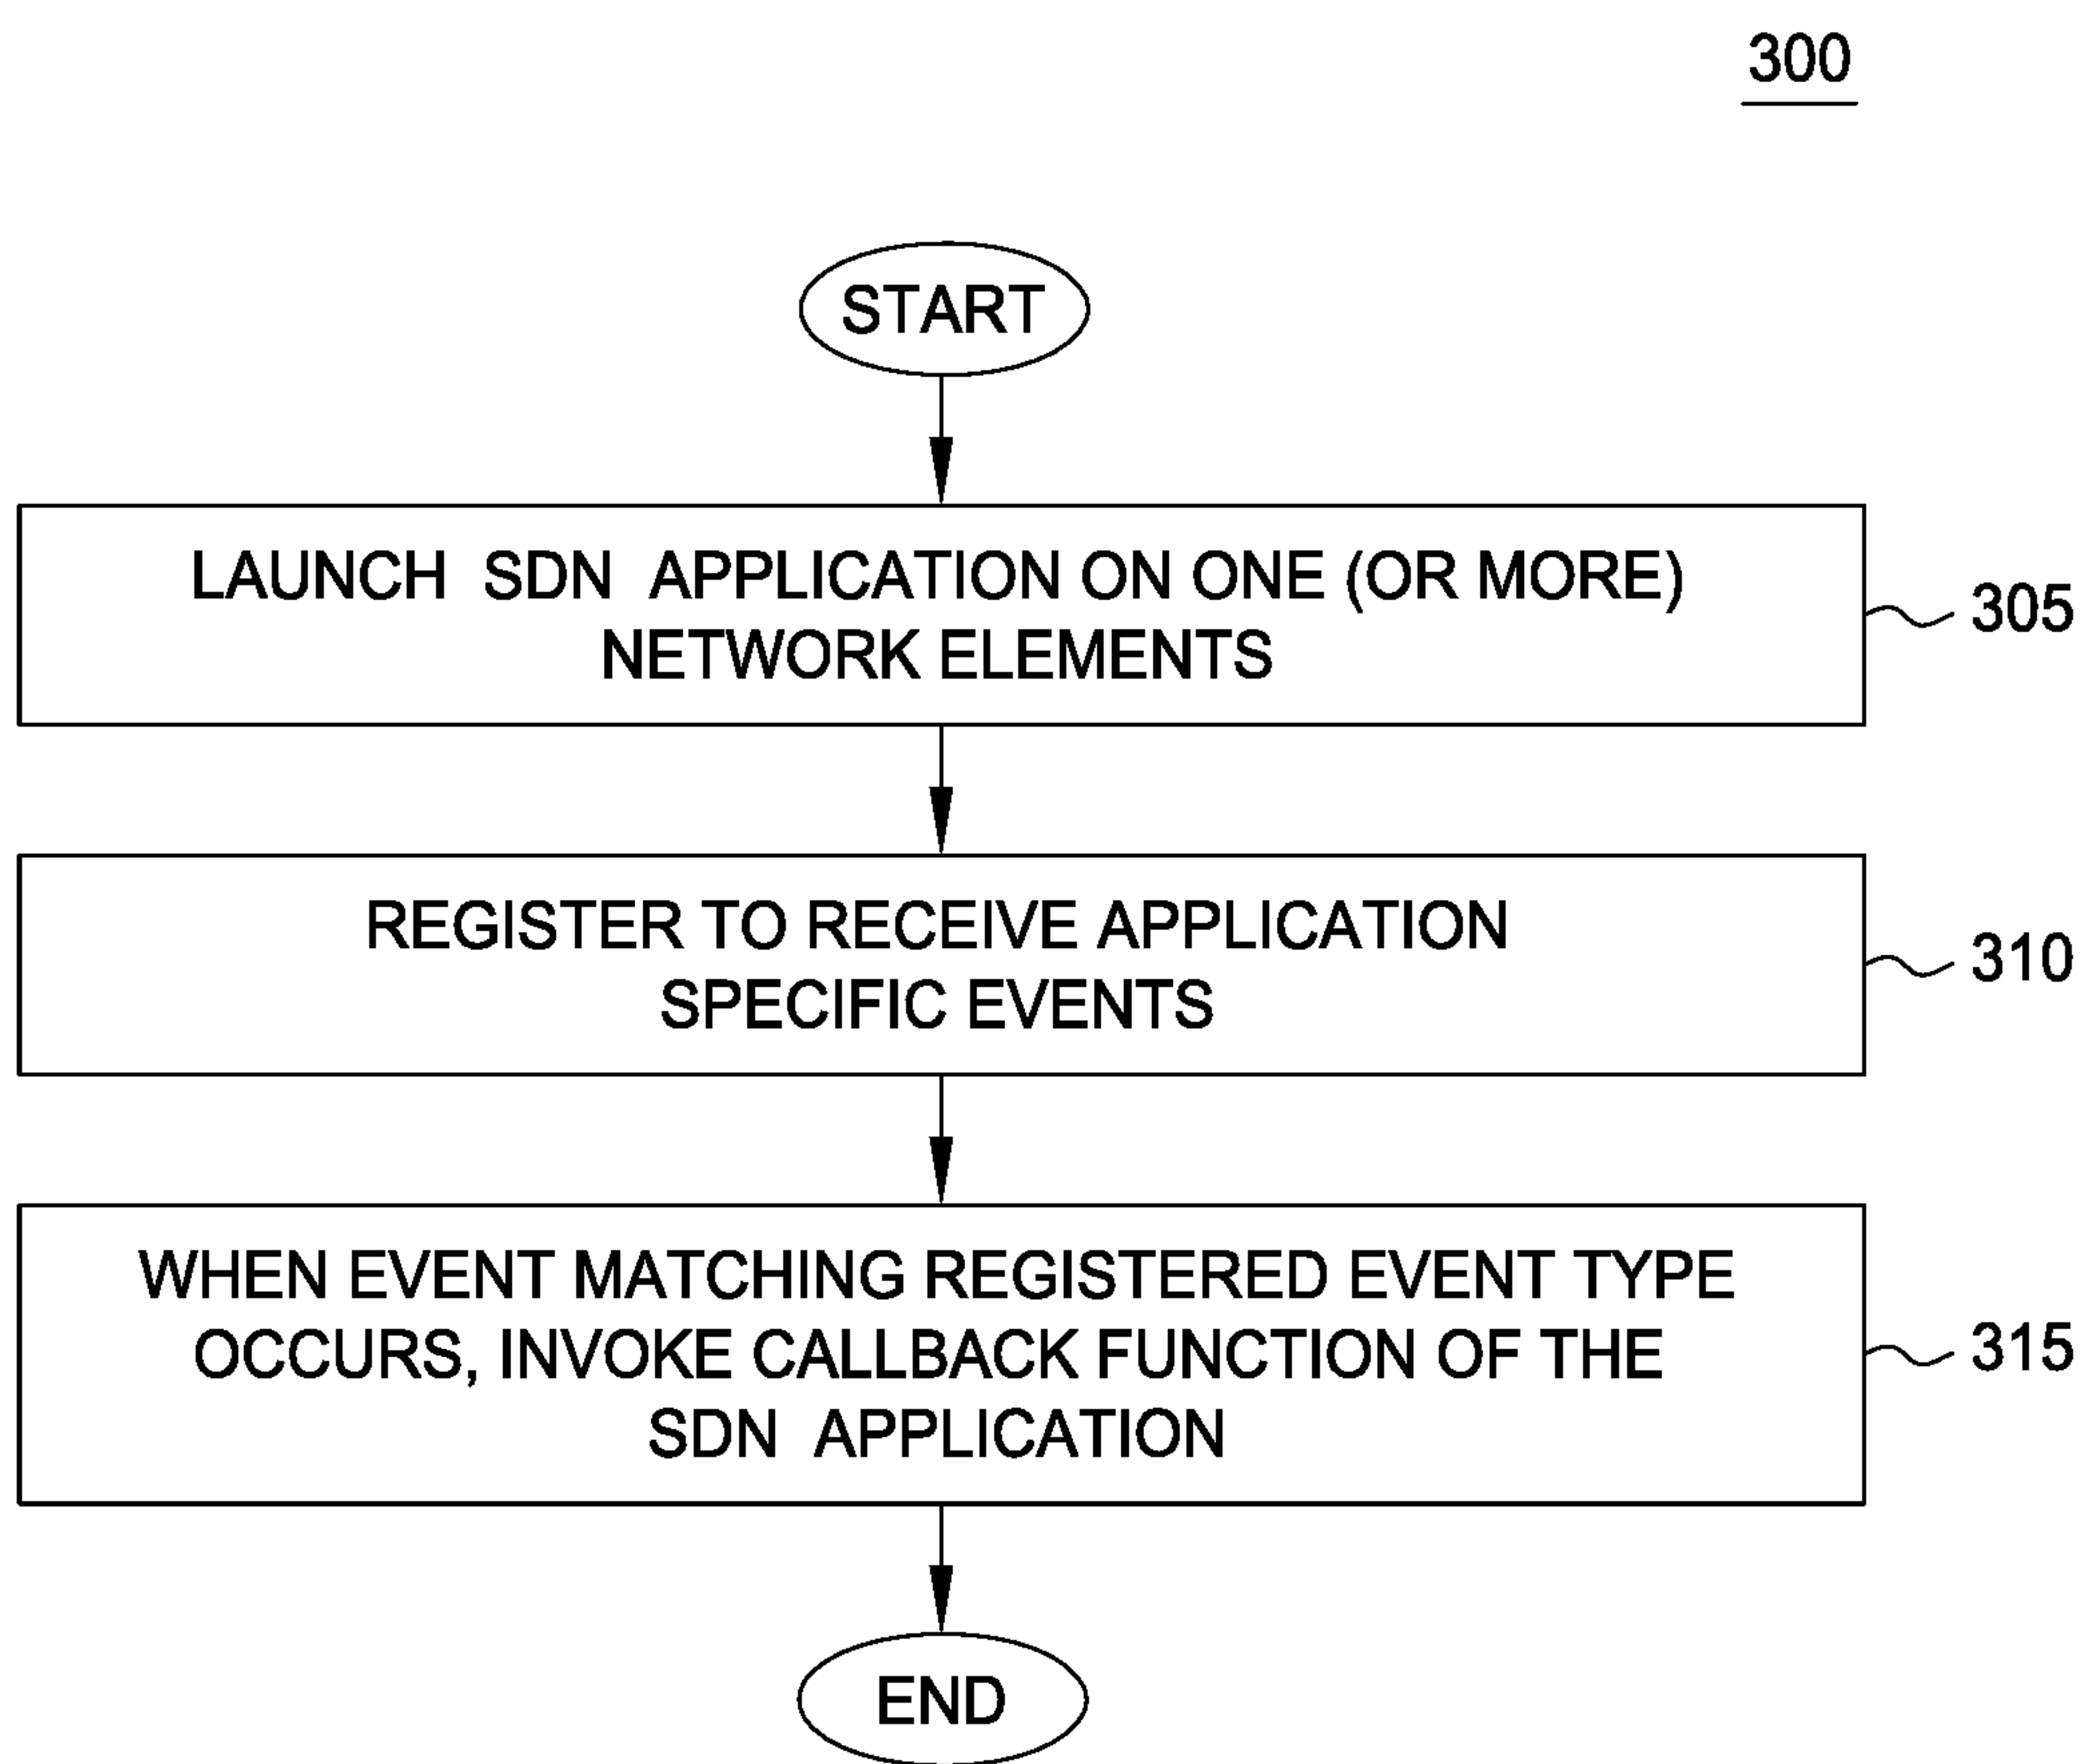 300
START
LAUNCH SDN APPLICATION ON ONE (OR MORE)
NETWORK ELEMENTS
305
REGISTER TO RECEIVE APPLICATION
SPECIFIC EVENTS
310
WHEN EVENT MATCHING REGISTERED EVENT TYPE
OCCURS, INVOKE CALLBACK FUNCTION OF THE
SDN APPLICATION
315
END